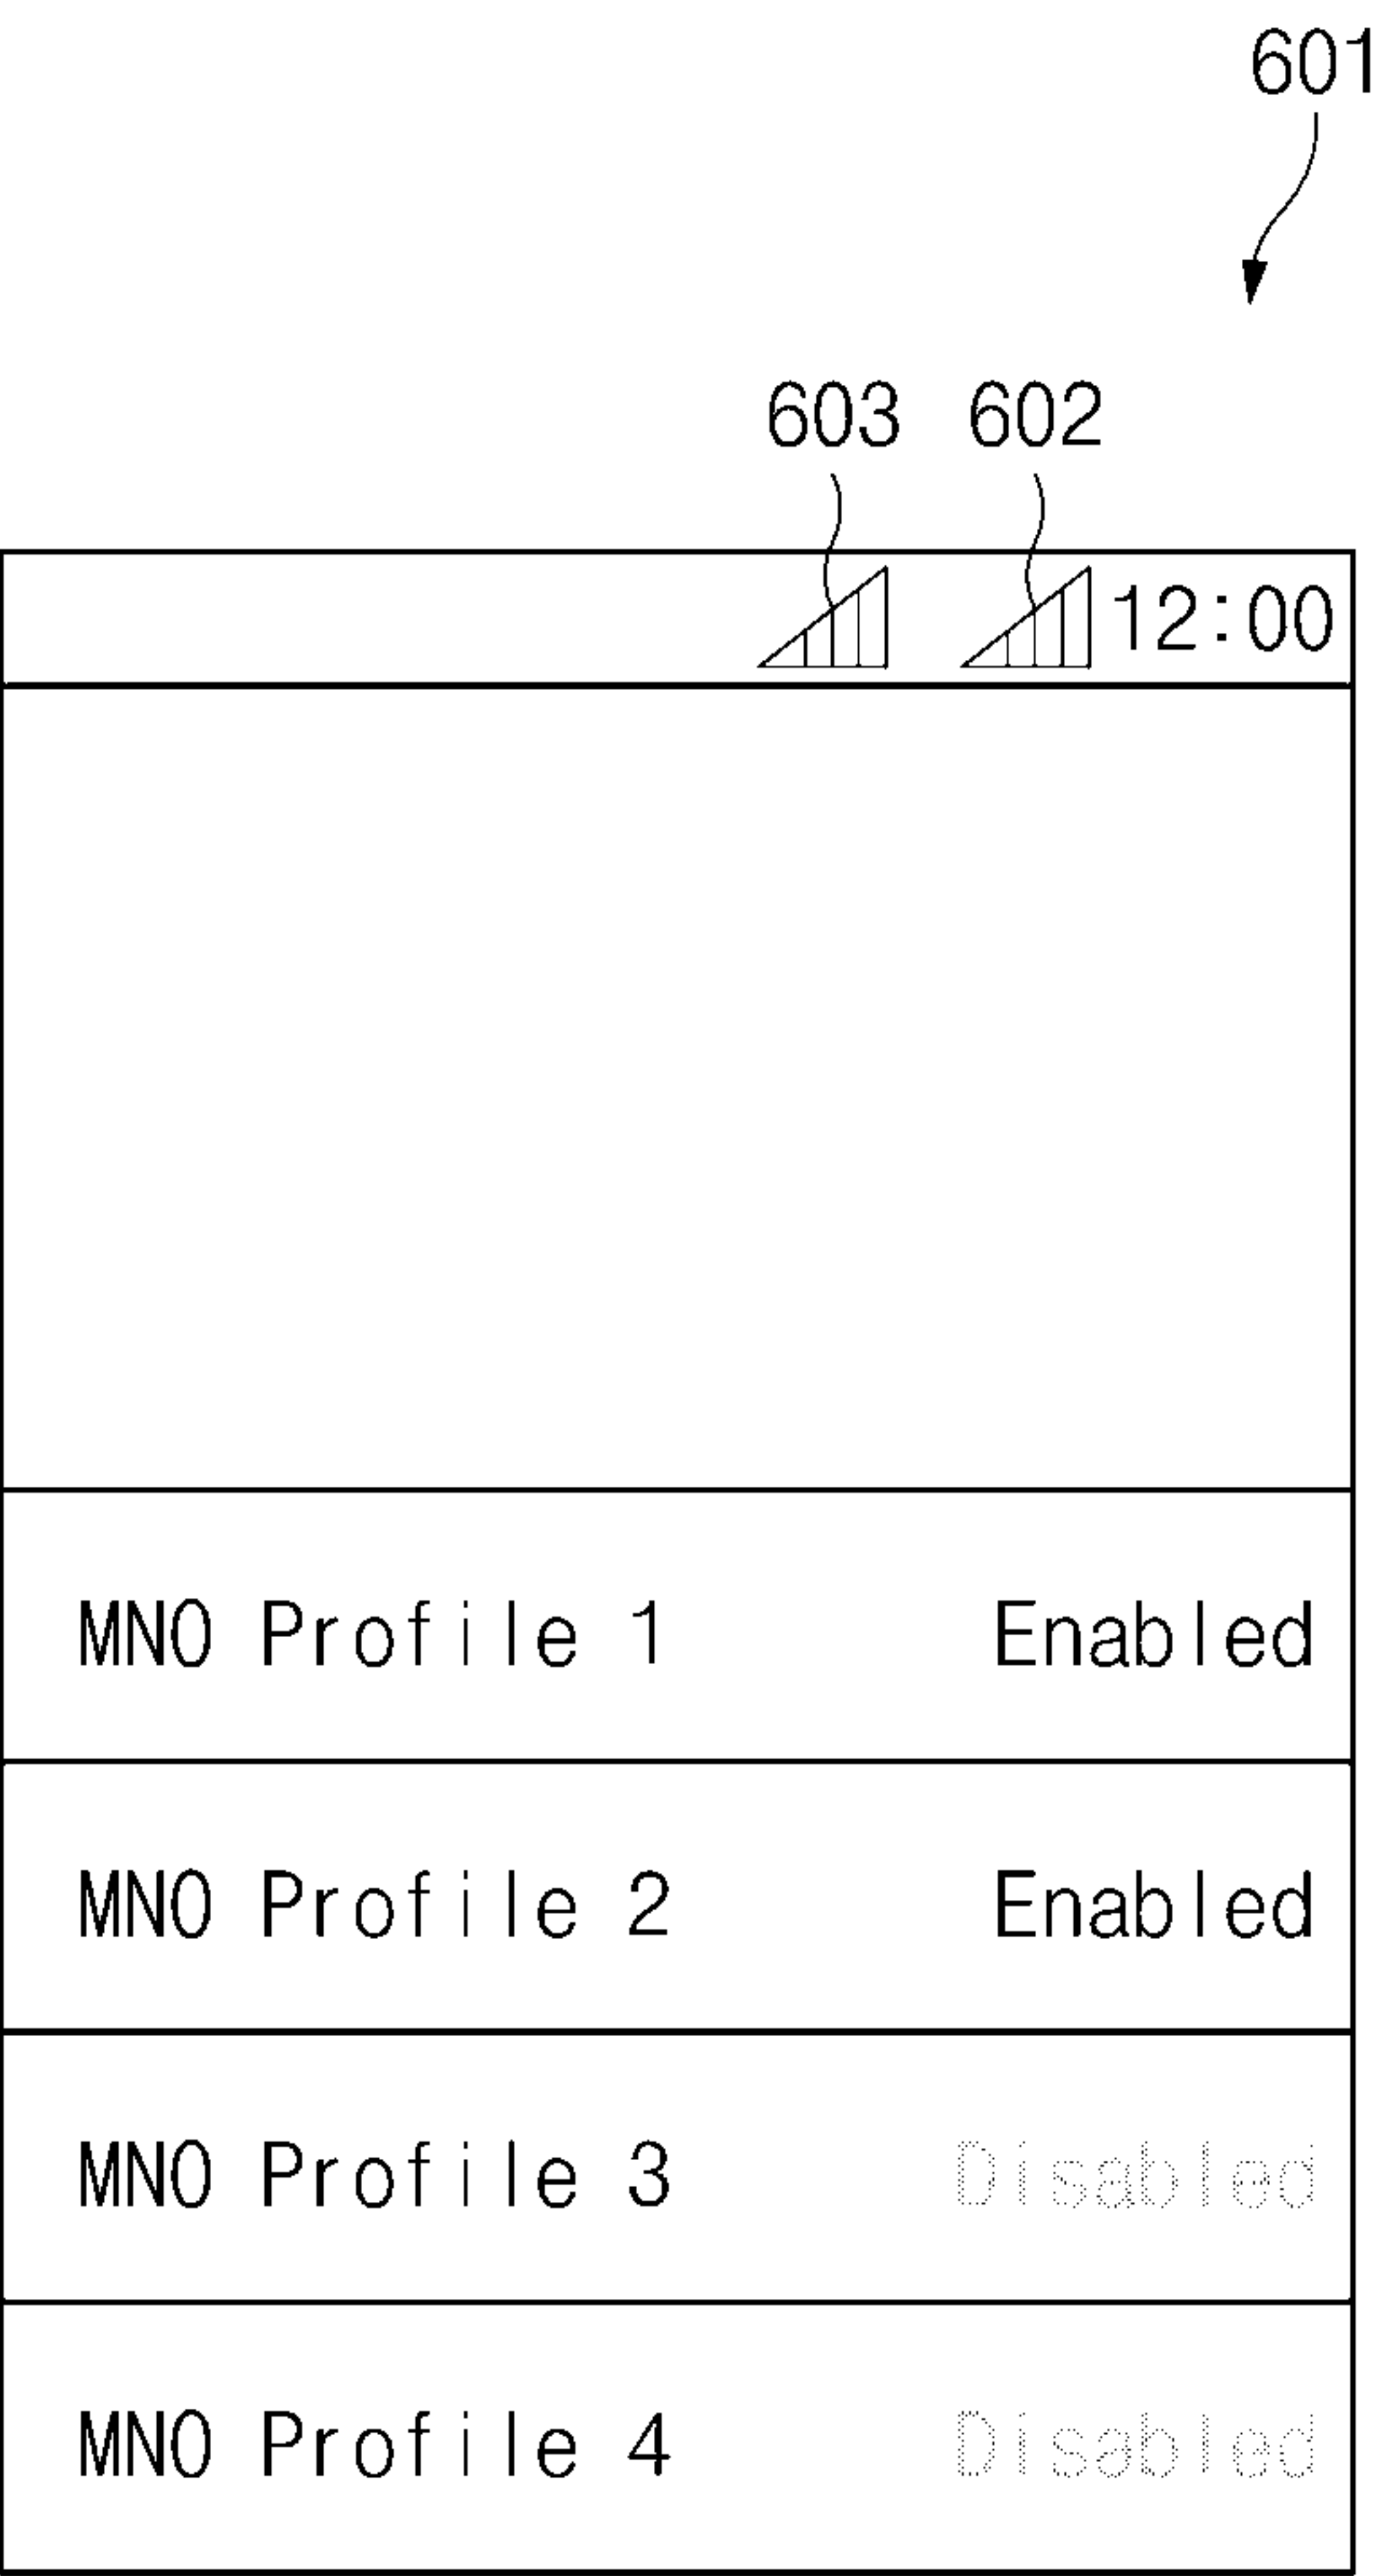 601
603 602
12:00
MNO Profile 1 Enabled
MNO Profile 2 Enabled
MNO Profile 3 Disabled
MNO Profile 4 Disabled